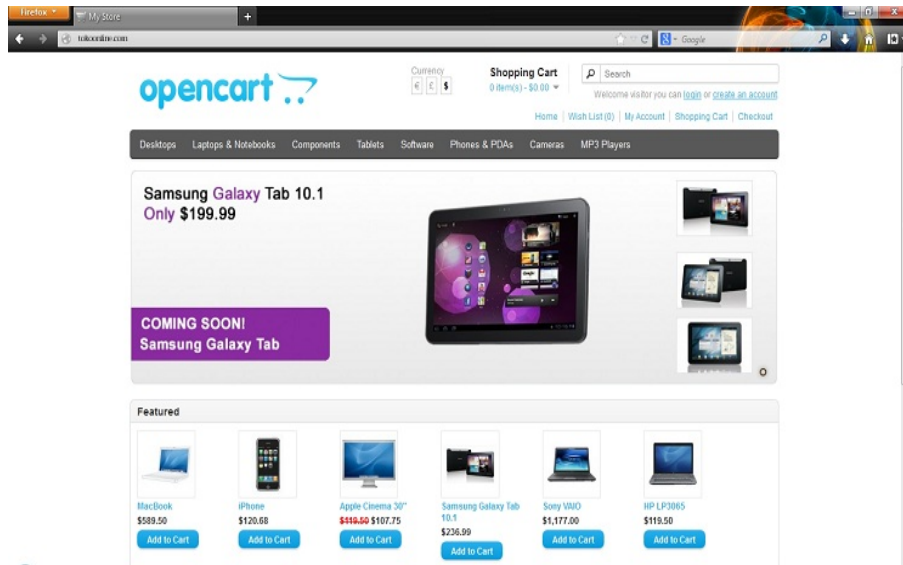 Firefox
My Store
tokoonline.com
Google
opencart
Currency
€ £ $
Shopping Cart
0 item(s) - $0.00
Search
Welcome visitor you can login or create an account
Home Wish List (0) My Account Shopping Cart Checkout
Desktops Laptops & Notebooks Components Tablets Software Phones & PDAs Cameras MP3 Players
Samsung Galaxy Tab 10.1
Only $199.99
COMING SOON!
Samsung Galaxy Tab
Featured
MacBook
$589.50
Add to Cart
iPhone
$120.68
Add to Cart
Apple Cinema 30"
$119.50 $107.75
Add to Cart
Samsung Galaxy Tab
10.1
$236.99
Add to Cart
Sony VAIO
$1,177.00
Add to Cart
HP LP3065
$119.50
Add to Cart